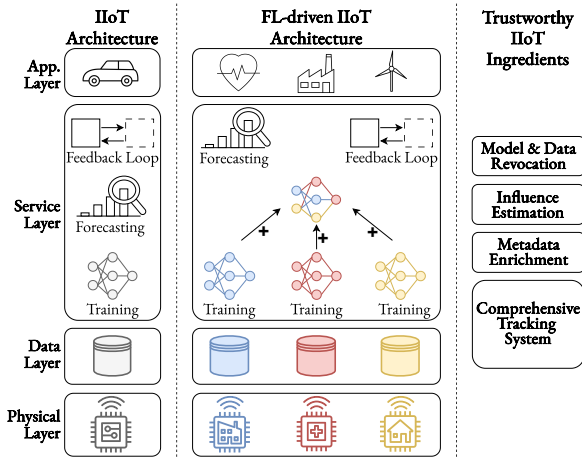 IIoT
Architecture
FL-driven IIoT
Architecture
Trustworthy
IIoT
Ingredients
App.
Layer
Service
Layer
Feedback Loop
Forecasting
Training
Forecasting
Feedback Loop
+
+
+
Training
Training
Training
Model & Data
Revocation
Influence
Estimation
Metadata
Enrichment
Comprehensive
Tracking
System
Data
Layer
Physical
Layer